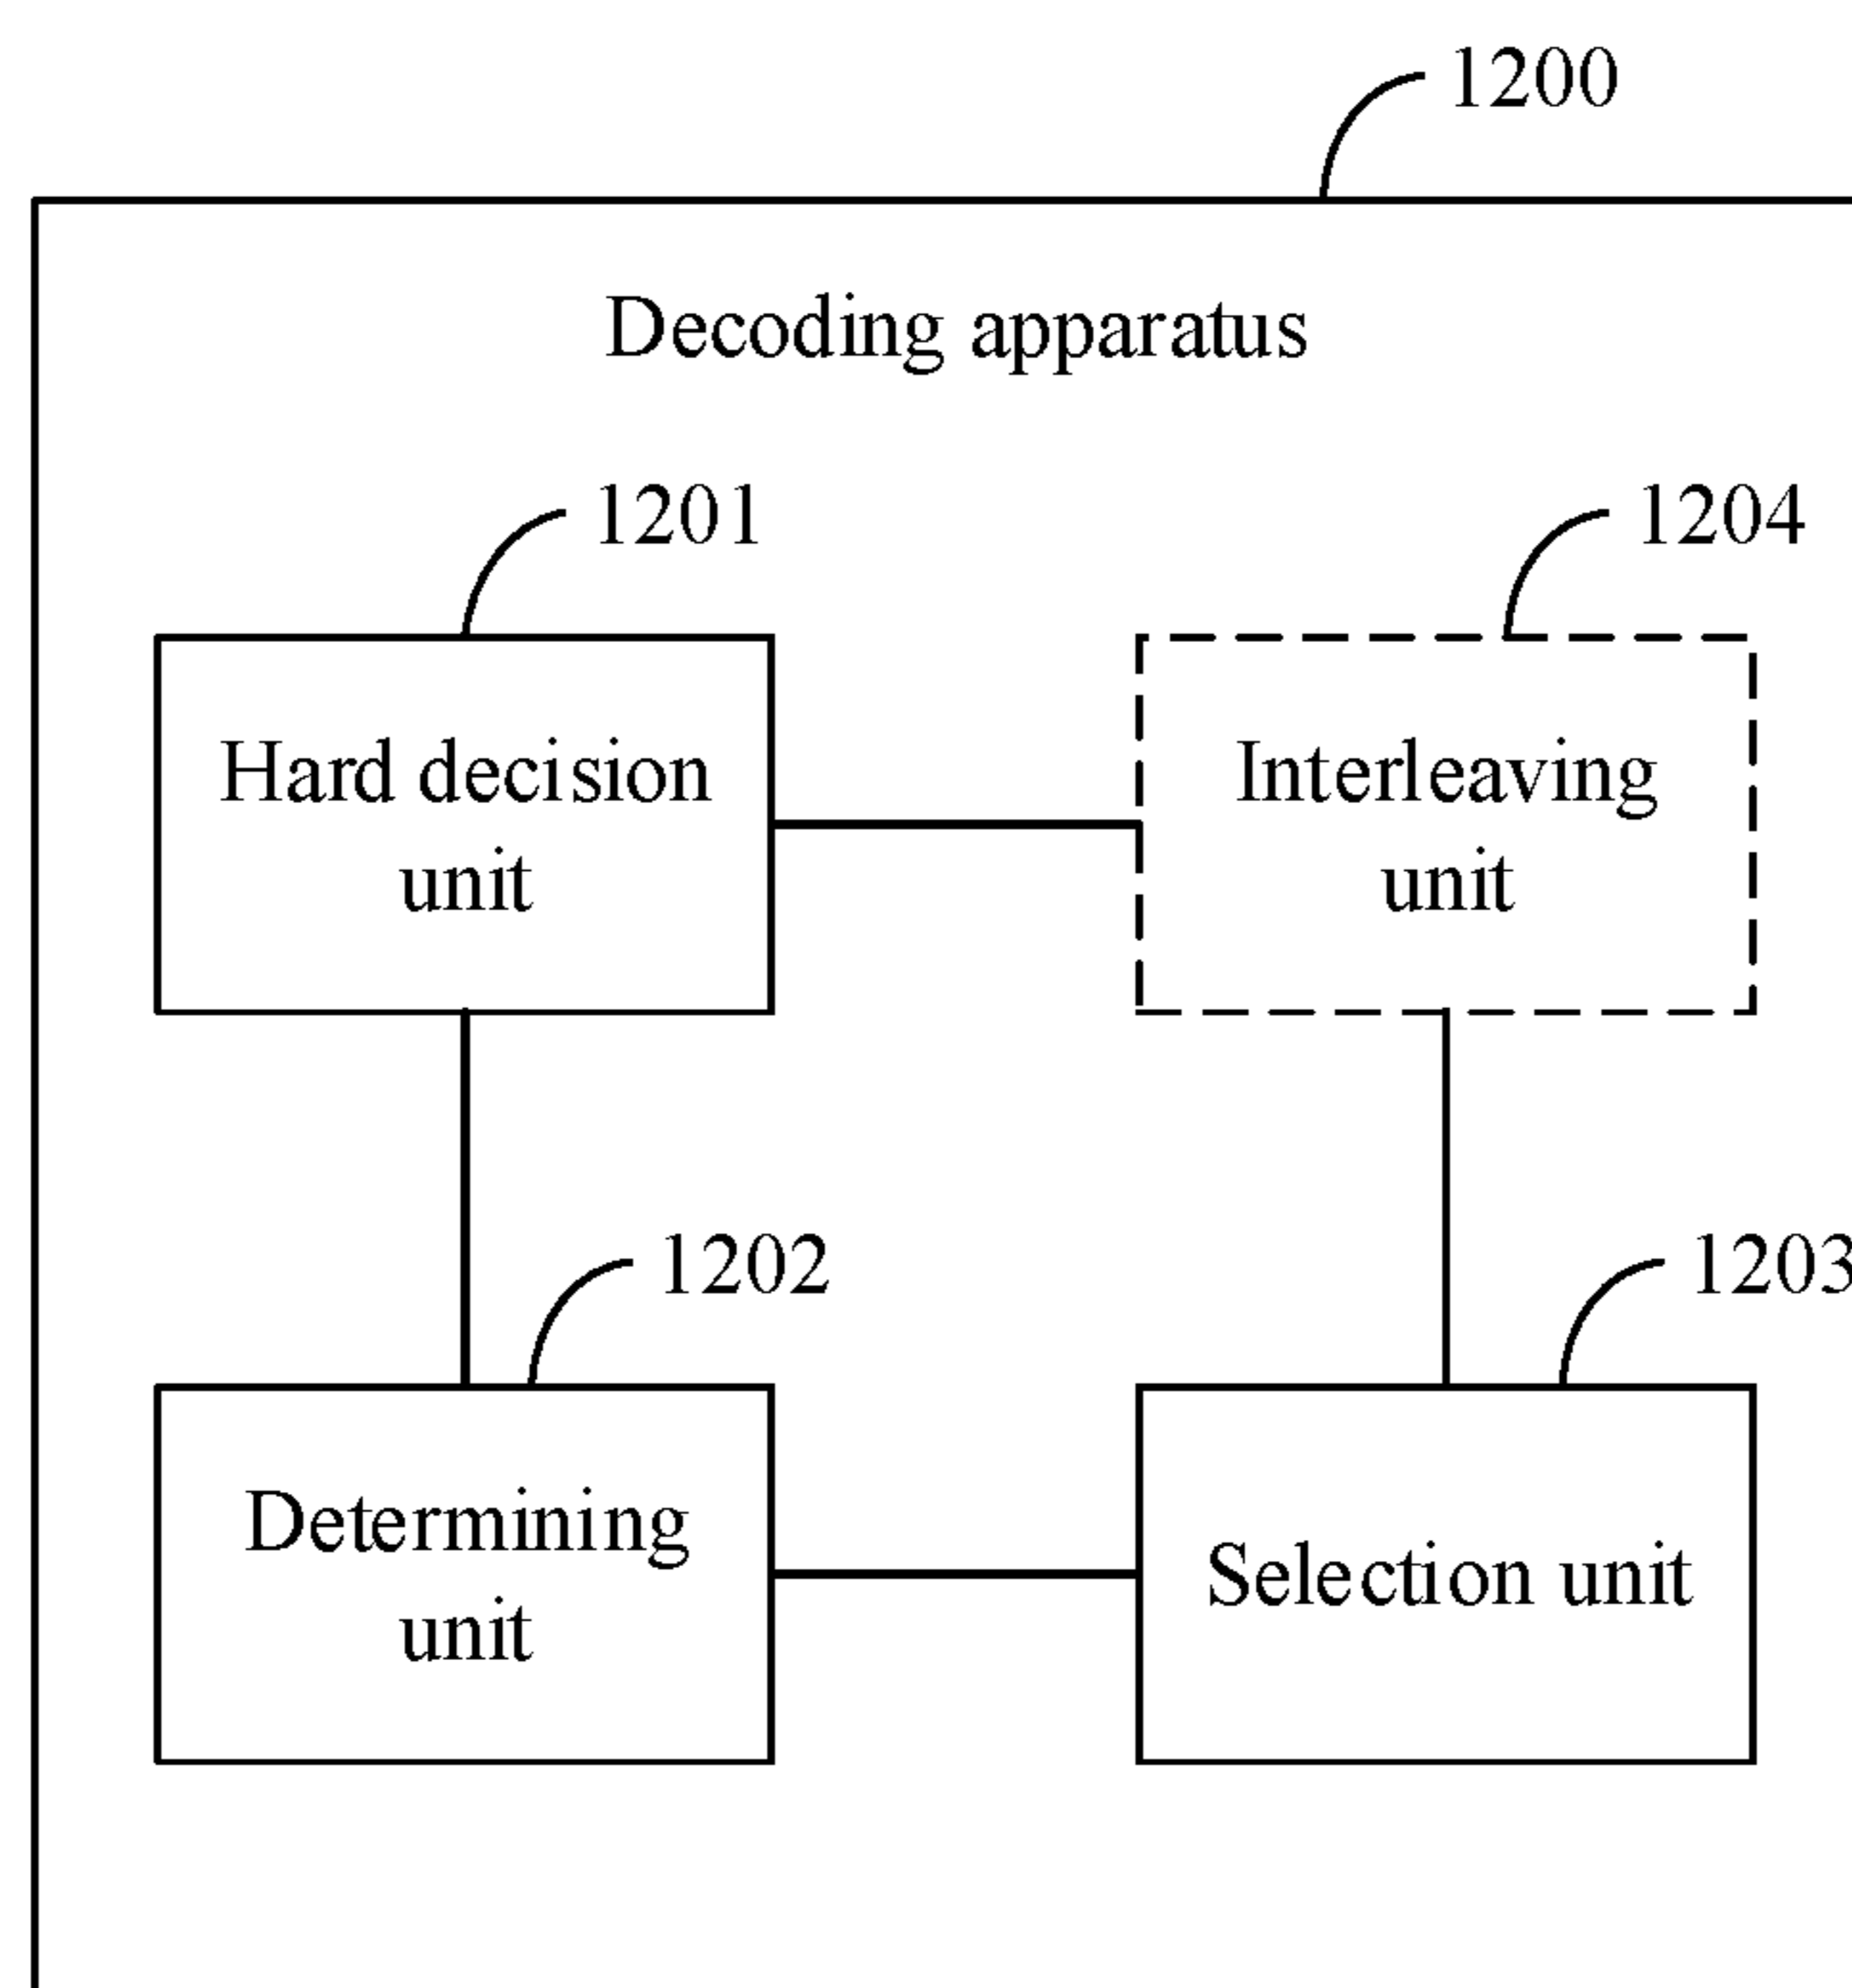 1200
Decoding apparatus
1201
1204
Hard decision
unit
Interleaving
unit
1202
1203
Determining
unit
Selection unit